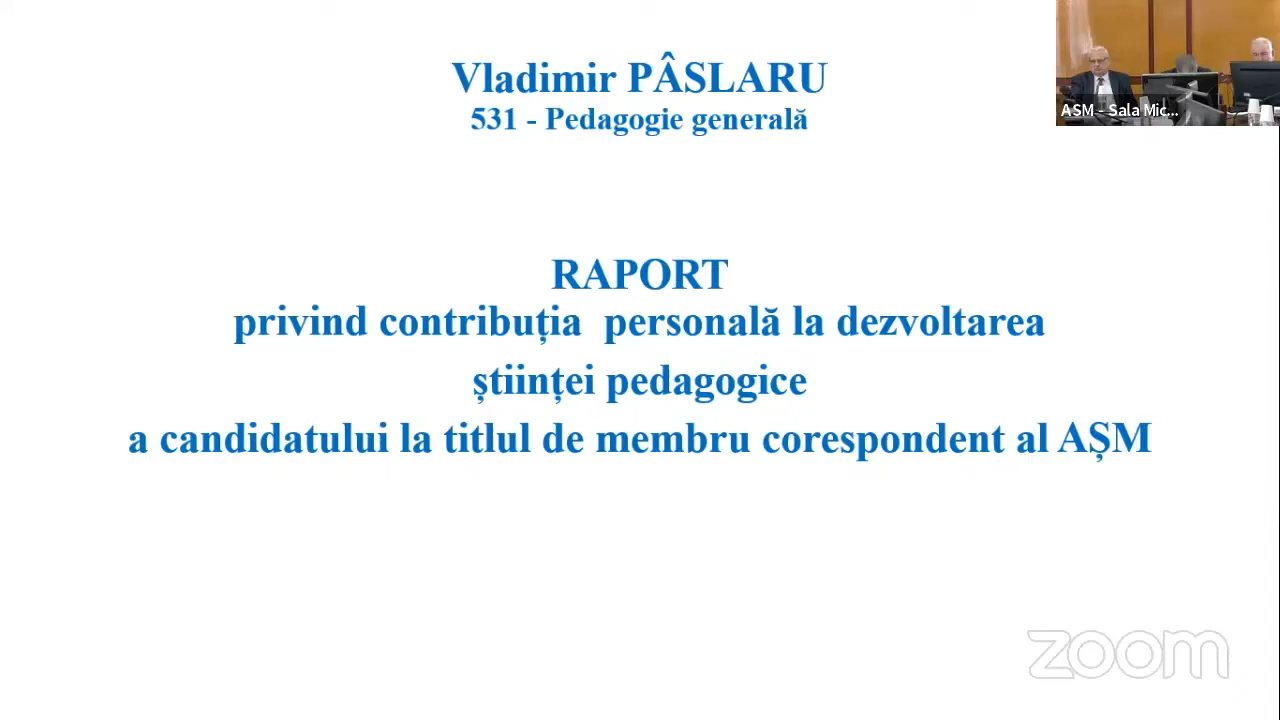 Vladimir PÂSLARU
531 - Pedagogie generală
ASM - Sala Mic...
RAPORT
privind contribuția personală la dezvoltarea
științei pedagogice
a candidatului la titlul de membru corespondent al AȘM
zoom